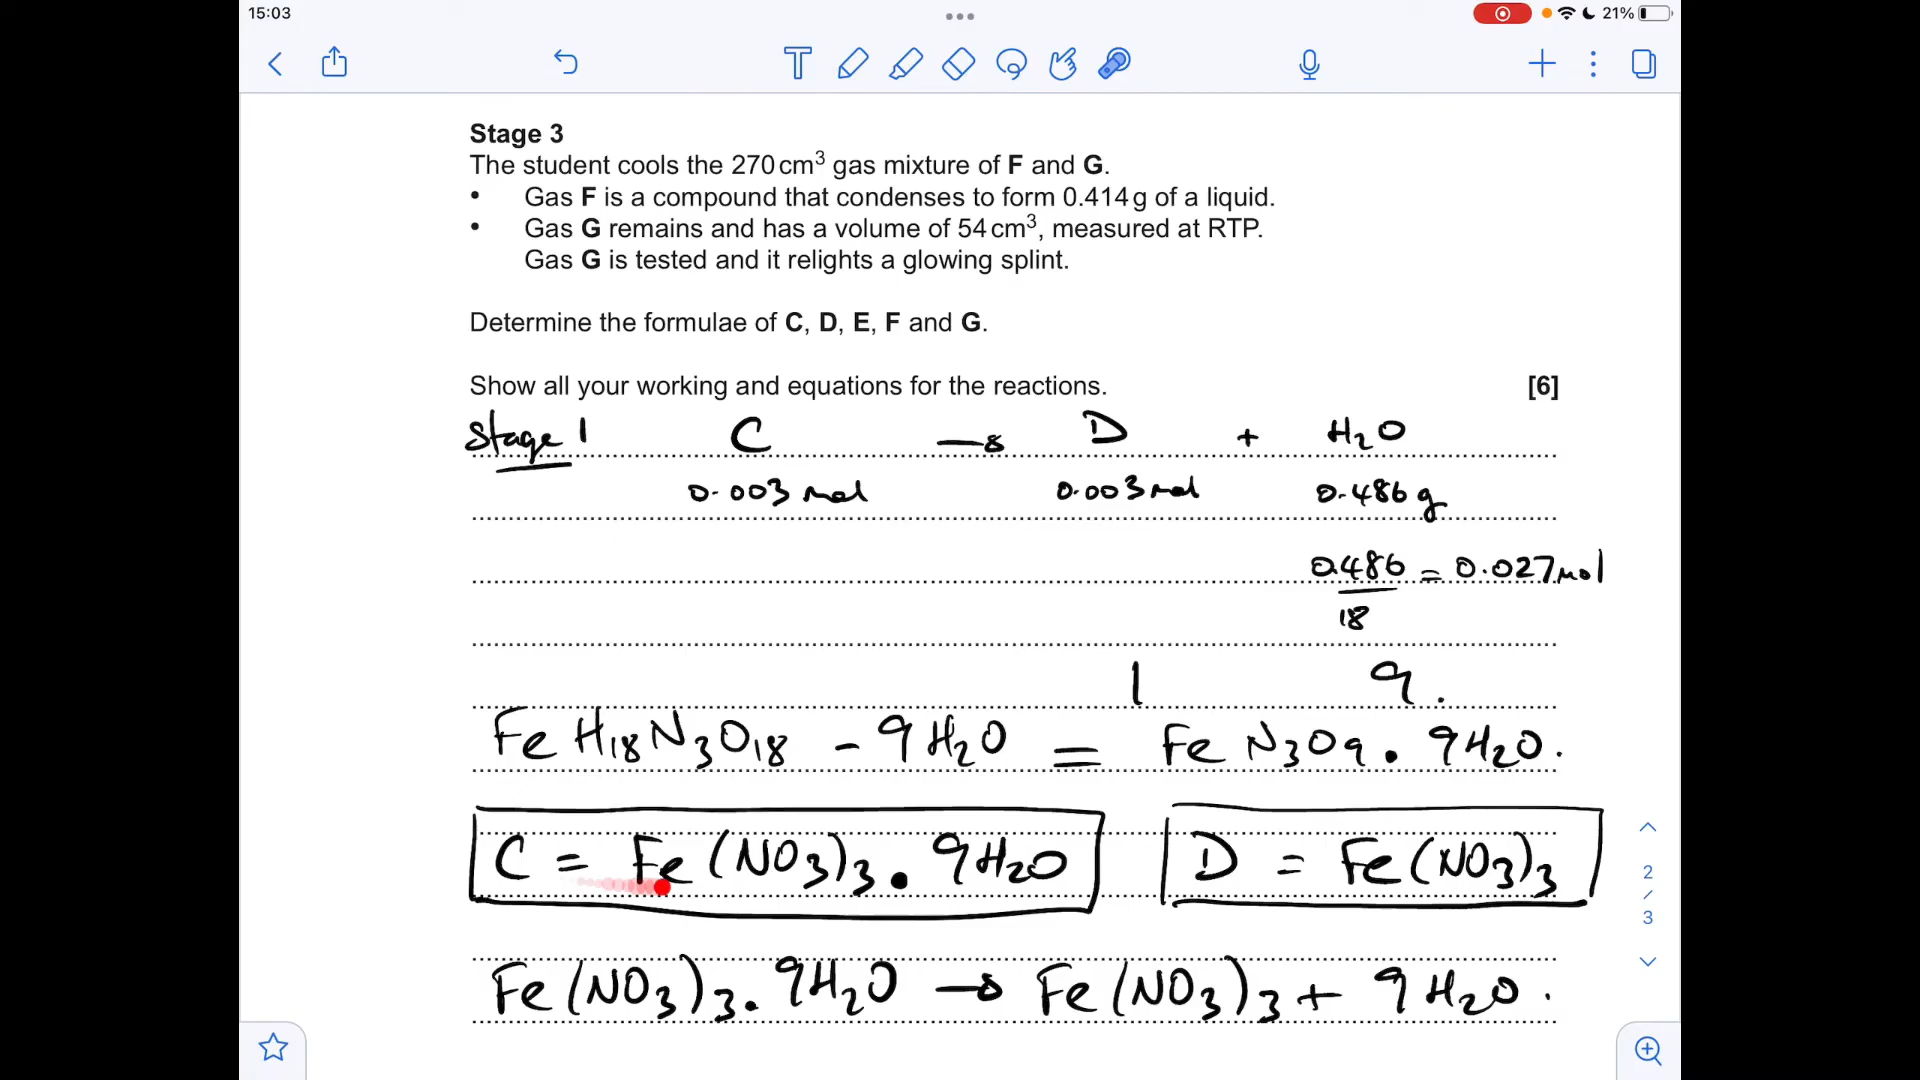 15:03
21%
Stage 3
The student cools the 270 cm³ gas mixture of F and G.
• Gas F is a compound that condenses to form 0.414 g of a liquid.
• Gas G remains and has a volume of 54 cm³, measured at RTP.
Gas G is tested and it relights a glowing splint.
Determine the formulae of C, D, E, F and G.
Show all your working and equations for the reactions. [6]
Stage 1 C → D + H₂O
0.003 mol 0.003 mol 0.486 g
0.486 = 0.027 mol
18
1 9.
Fe H₁₈N₃O₁₈ - 9H₂O = Fe N₃O₉ • 9H₂O.
C = Fe(NO₃)₃ • 9H₂O D = Fe(NO₃)₃
Fe(NO₃)₃. 9H₂O → Fe(NO₃)₃ + 9H₂O.
2
/
3